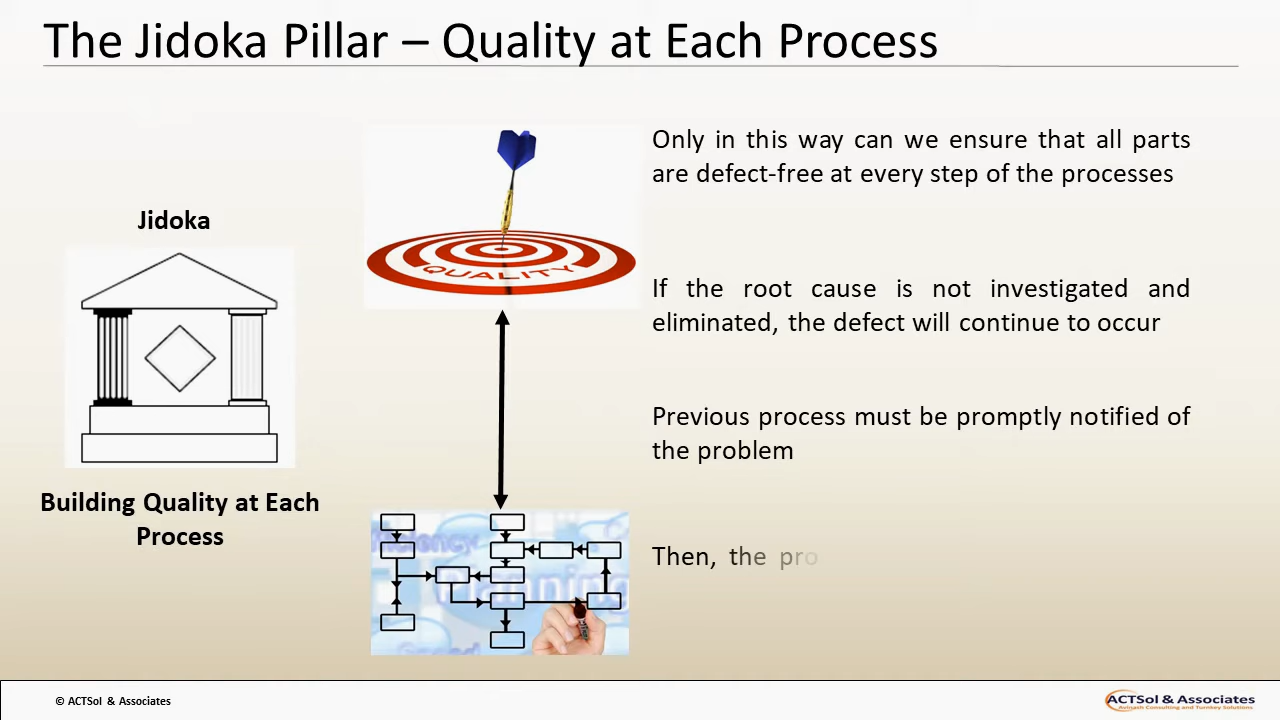 The Jidoka Pillar – Quality at Each Process
Jidoka
Building Quality at Each
Process
QUALITY
Planning
Only in this way can we ensure that all parts
are defect-free at every step of the processes
If the root cause is not investigated and
eliminated, the defect will continue to occur
Previous process must be promptly notified of
the problem
Then, the pro
© ACTSol & Associates
ACTSol & Associates